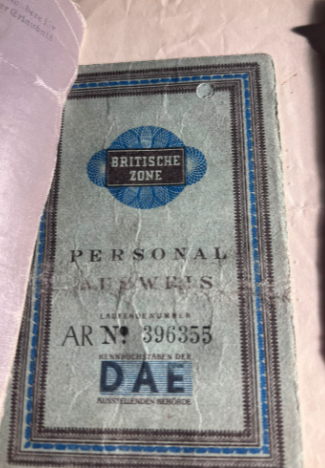 BRITISCHE
ZONE
PERSONAL
AUSWEIS
LAUFENDE NUMMER
AR Nº 396355
KENNBUCHSTABEN DER
DAE
AUSSTELLENDEN BEHÖRDE